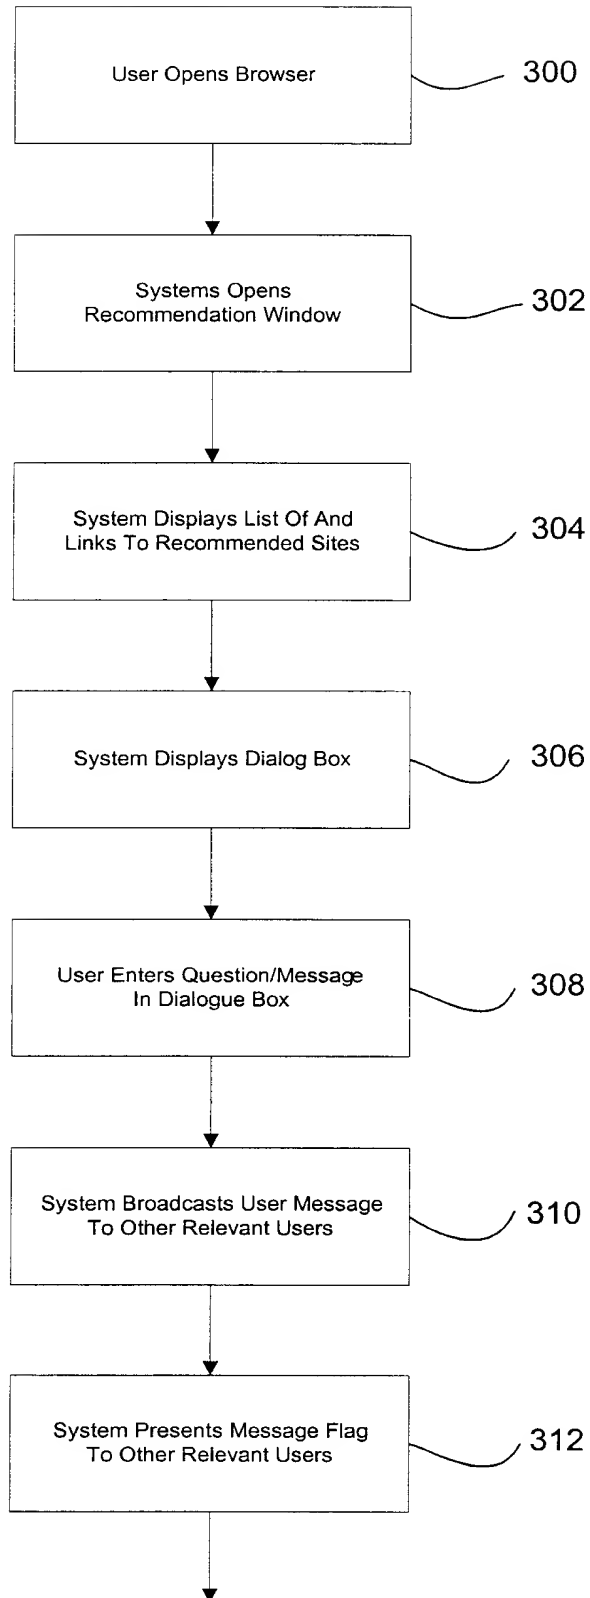 User Opens Browser
300
Systems Opens
Recommendation Window
302
System Displays List Of And
Links To Recommended Sites
304
System Displays Dialog Box
306
User Enters Question/Message
In Dialogue Box
308
System Broadcasts User Message
To Other Relevant Users
310
System Presents Message Flag
To Other Relevant Users
312